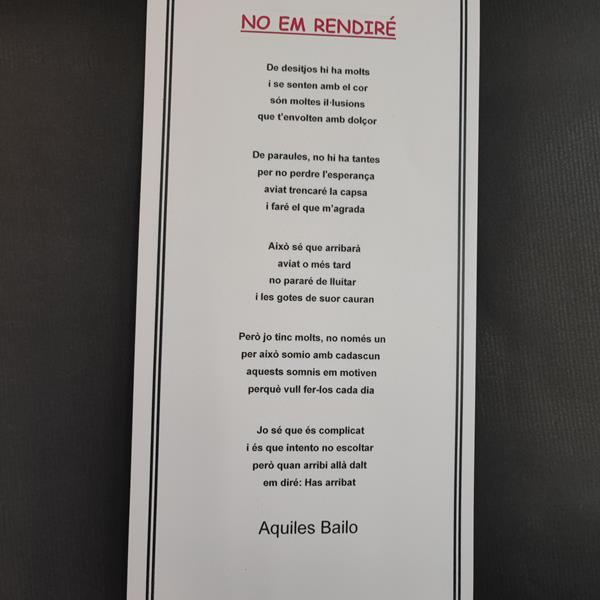 NO EM RENDIRÉ
De desitjos hi ha molts
i se senten amb el cor
són moltes il·lusions
que t'envolten amb dolçor
De paraules, no hi ha tantes
per no perdre l'esperança
aviat trencaré la capsa
i faré el que m'agrada
Això sé que arribarà
aviat o més tard
no pararé de lluitar
i les gotes de suor cauran
Però jo tinc molts, no només un
per això somio amb cadascun
aquests somnis em motiven
perquè vull fer-los cada dia
Jo sé que és complicat
i és que intento no escoltar
però quan arribi allà dalt
em diré: Has arribat
Aquiles Bailo